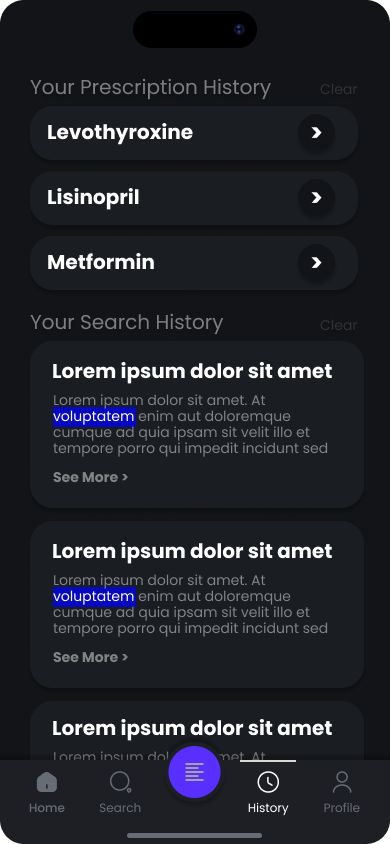 Your Prescription History
Clear
Levothyroxine
Lisinopril
Metformin
Your Search History
Clear
Lorem ipsum dolor sit amet
Lorem ipsum dolor sit amet. At
voluptatem enim aut doloremque
cumque ad quia ipsam sit velit illo et
tempore porro qui impedit incidunt sed
See More >
Lorem ipsum dolor sit amet
Lorem ipsum dolor sit amet. At
voluptatem enim aut doloremque
cumque ad quia ipsam sit velit illo et
tempore porro qui impedit incidunt sed
See More >
Lorem ipsum dolor sit amet
Lorem ipsum dol met. At
Home
Search
History
Profile